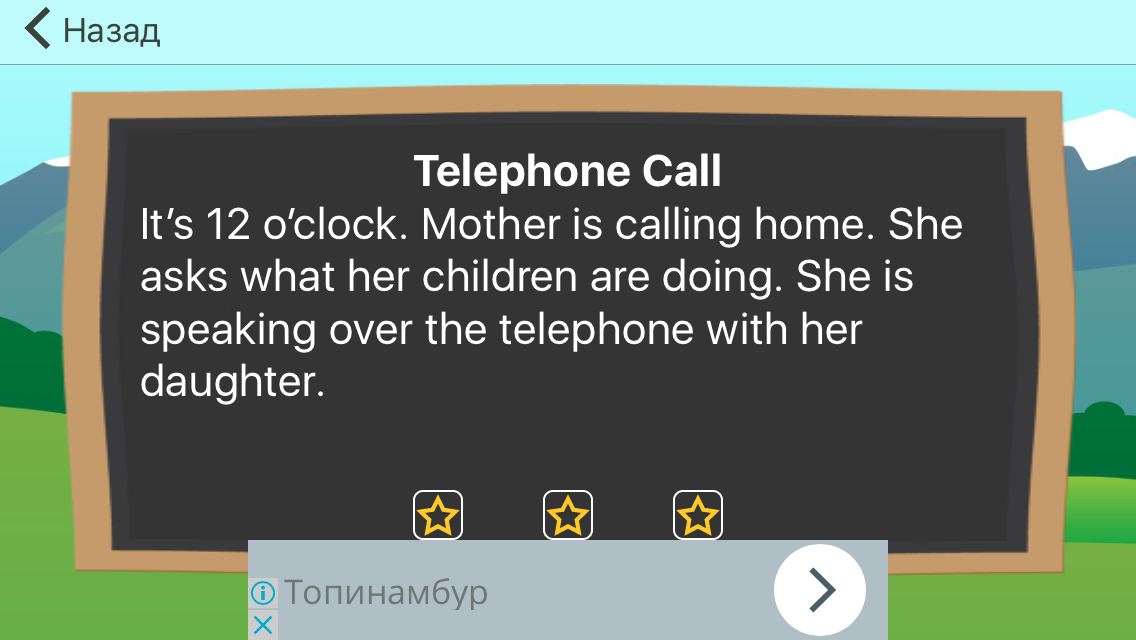 Назад
Telephone Call
It’s 12 o’clock. Mother is calling home. She
asks what her children are doing. She is
speaking over the telephone with her
daughter.
Топинамбур